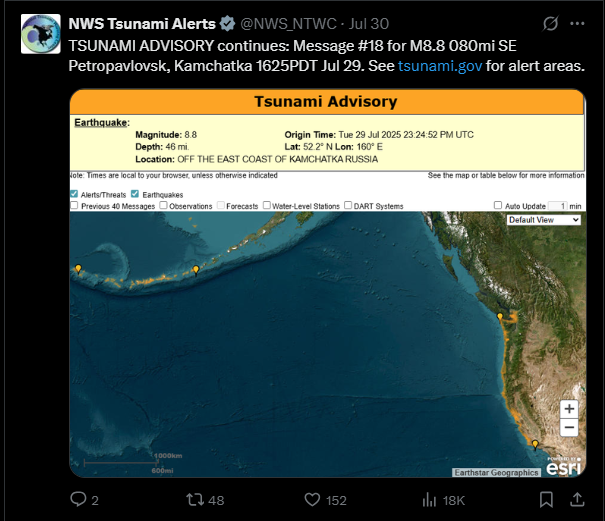 NWS Tsunami Alerts @NWS_NTWC · Jul 30
TSUNAMI ADVISORY continues: Message #18 for M8.8 080mi SE
Petropavlovsk, Kamchatka 1625PDT Jul 29. See tsunami.gov for alert areas.
Tsunami Advisory
Earthquake:
Magnitude: 8.8 Origin Time: Tue 29 Jul 2025 23:24:52 PM UTC
Depth: 46 mi. Lat: 52.2° N Lon: 160° E
Location: OFF THE EAST COAST OF KAMCHATKA RUSSIA
Note: Times are local to your browser, unless otherwise indicated See the map or table below for more information
Alerts/Threats Earthquakes
Previous 40 Messages Observations Forecasts Water-Level Stations DART Systems Auto Update 1 min
Default View
+
−
1000km
600mi
POWERED BY
esri
Earthstar Geographics
2 48 152 18K